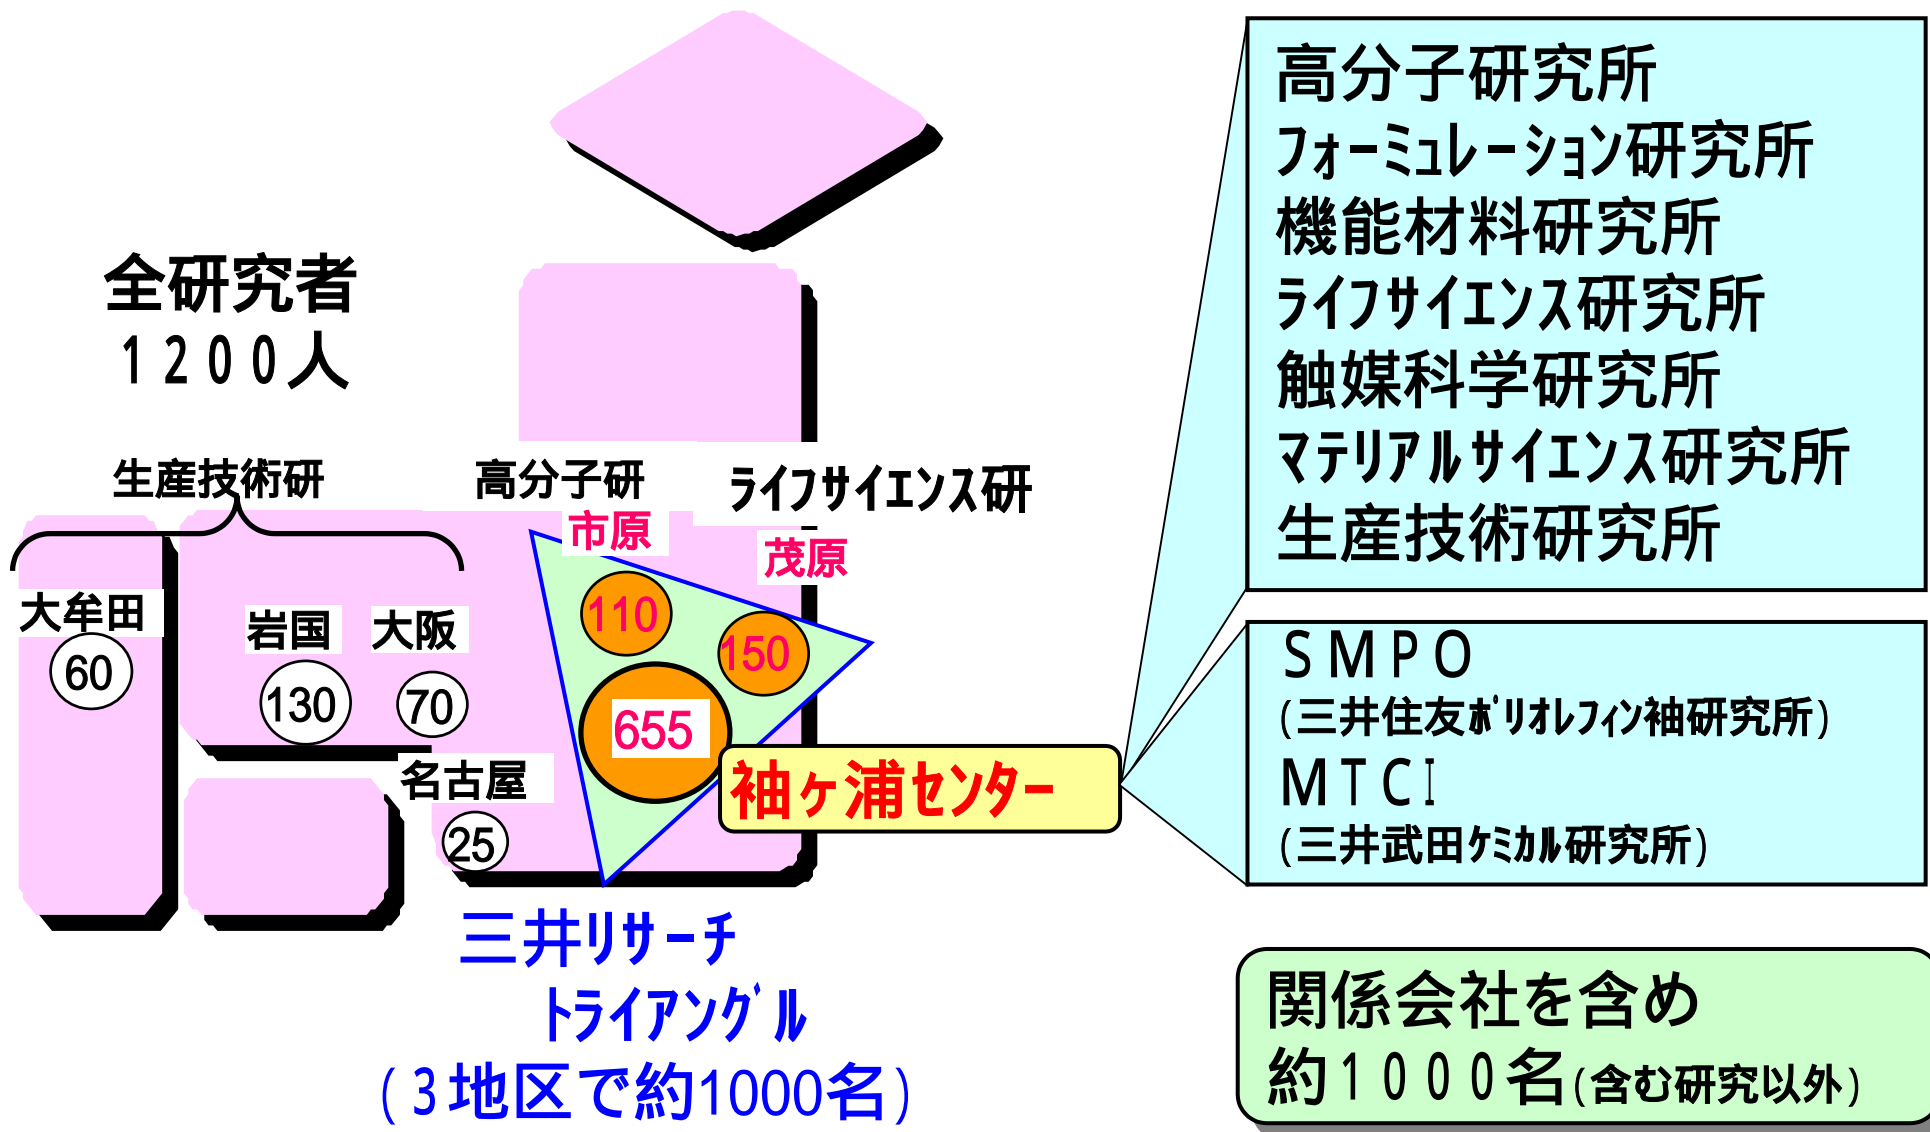 全研究者
1200人
生産技術研
高分子研
ﾗｲﾌｻｲｴﾝｽ研
市原
茂原
大牟田
岩国
大阪
60
130
70
110
150
655
名古屋
25
袖ヶ浦ｾﾝﾀｰ
三井ﾘｻｰﾁ
ﾄﾗｲｱﾝｸﾞﾙ
(3地区で約1000名)
高分子研究所
ﾌｫｰﾐｭﾚｰｼｮﾝ研究所
機能材料研究所
ﾗｲﾌｻｲｴﾝｽ研究所
触媒科学研究所
ﾏﾃﾘｱﾙｻｲｴﾝｽ研究所
生産技術研究所
SMPO
(三井住友ﾎﾟﾘｵﾚﾌｨﾝ袖研究所)
MTCI
(三井武田ｹﾐｶﾙ研究所)
関係会社を含め
約1000名(含む研究以外)